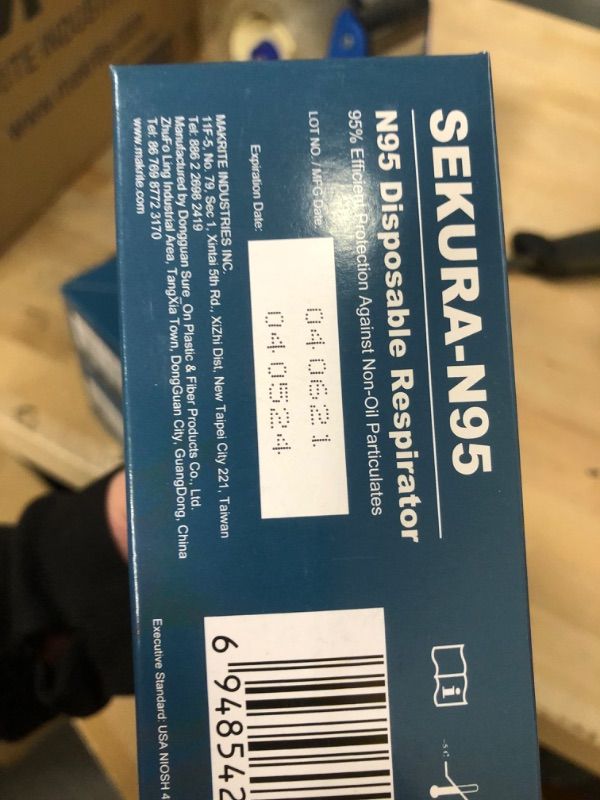 SEKURA-N95
N95 Disposable Respirator
95% Efficient Protection Against Non-Oil Particulates
LOT NO./MFG Date:
040621
Expiration Date:
040524
MAKRITE INDUSTRIES INC.
11F-5, No. 79, Sec 1, Xintai 5th Rd., XiZhi Dist, New Taipei City 221, Taiwan
Tel: 886 2 2698 2419
Manufactured by Dongguan Sure On Plastic & Fiber Products Co., Ltd.
ZhuFo Ling Industrial Area, TangXia Town, DongGuan City, GuangDong, China
Tel: 86 769 8772 3170
www.makrite.com
6 948542
Executive Standard: USA NIOSH 4